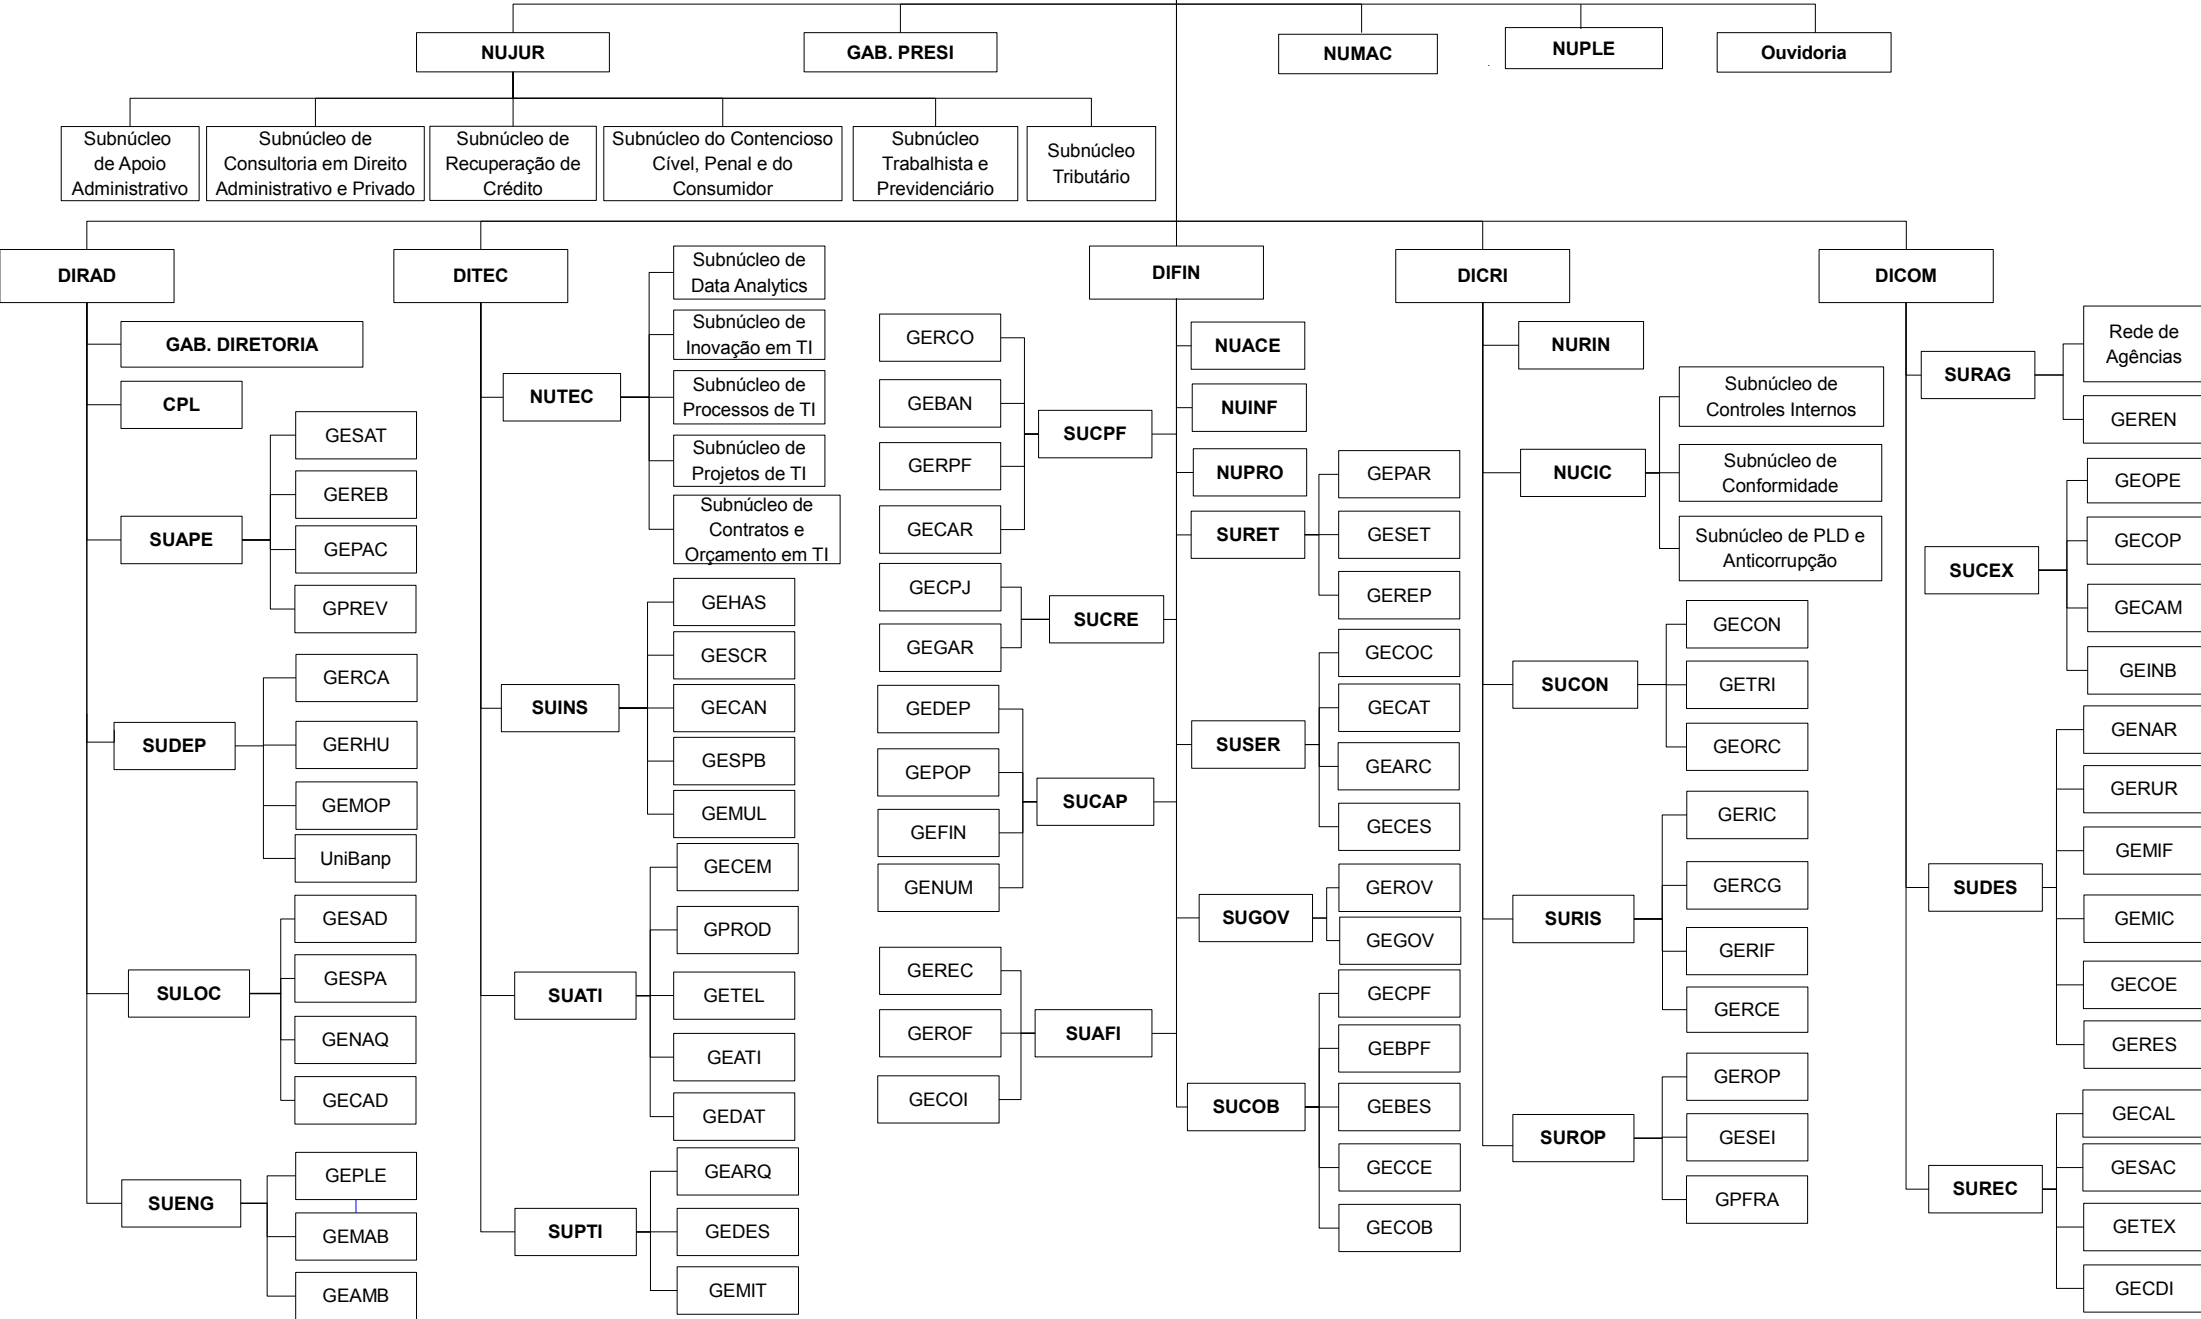 NUJUR
GAB. PRESI
NUMAC
NUPLE
Ouvidoria
Subnúcleo
de Apoio
Administrativo
Subnúcleo de
Consultoria em Direito
Administrativo e Privado
Subnúcleo de
Recuperação de
Crédito
Subnúcleo do Contencioso
Cível, Penal e do
Consumidor
Subnúcleo
Trabalhista e
Previdenciário
Subnúcleo
Tributário
DIRAD
GAB. DIRETORIA
CPL
SUAPE
GESAT
GEREB
GEPAC
GPREV
SUDEP
GERCA
GERHU
GEMOP
UniBanp
SULOC
GESAD
GESPA
GENAQ
GECAD
SUENG
GEPLE
GEMAB
GEAMB
DITEC
NUTEC
Subnúcleo de
Data Analytics
Subnúcleo de
Inovação em TI
Subnúcleo de
Processos de TI
Subnúcleo de
Projetos de TI
Subnúcleo de
Contratos e
Orçamento em TI
SUINS
GEHAS
GESCR
GECAN
GESPB
GEMUL
SUATI
GECEM
GPROD
GETEL
GEATI
GEDAT
SUPTI
GEARQ
GEDES
GEMIT
DIFIN
SUCPF
GERCO
GEBAN
GERPF
GECAR
SUCRE
GECPJ
GEGAR
SUCAP
GEDEP
GEPOP
GEFIN
GENUM
SUAFI
GEREC
GEROF
GECOI
NUACE
NUINF
NUPRO
SURET
GEPAR
GESET
GEREP
SUSER
GECOC
GECAT
GEARC
GECES
SUGOV
GEROV
GEGOV
SUCOB
GECPF
GEBPF
GEBES
GECCE
GECOB
DICRI
NURIN
NUCIC
Subnúcleo de
Controles Internos
Subnúcleo de
Conformidade
Subnúcleo de PLD e
Anticorrupção
SUCON
GECON
GETRI
GEORC
SURIS
GERIC
GERCG
GERIF
GERCE
SUROP
GEROP
GESEI
GPFRA
DICOM
SURAG
Rede de
Agências
GEREN
SUCEX
GEOPE
GECOP
GECAM
GEINB
SUDES
GENAR
GERUR
GEMIF
GEMIC
GECOE
GERES
SUREC
GECAL
GESAC
GETEX
GECDI